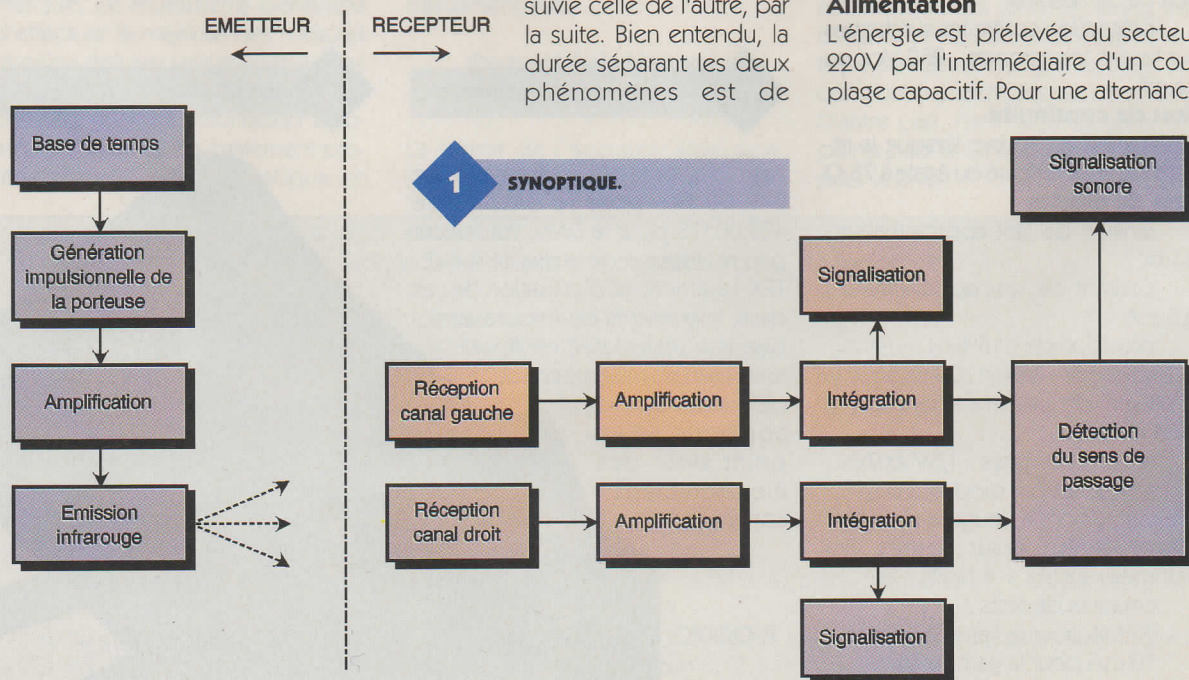 EMETTEUR
RECEPTEUR
suivie celle de l'autre, par
la suite. Bien entendu, la
durée séparant les deux
phénomènes est de
Alimentation
L'énergie est prélevée du secteu
220V par l'intermédiaire d'un cou
plage capacitif. Pour une alternanc
1 SYNOPTIQUE.
Base de temps
Génération
impulsionnelle de
la porteuse
Amplification
Emission
infrarouge
Réception
canal gauche
Amplification
Intégration
Signalisation
Réception
canal droit
Amplification
Intégration
Signalisation
Détection
du sens de
passage
Signalisation
sonore